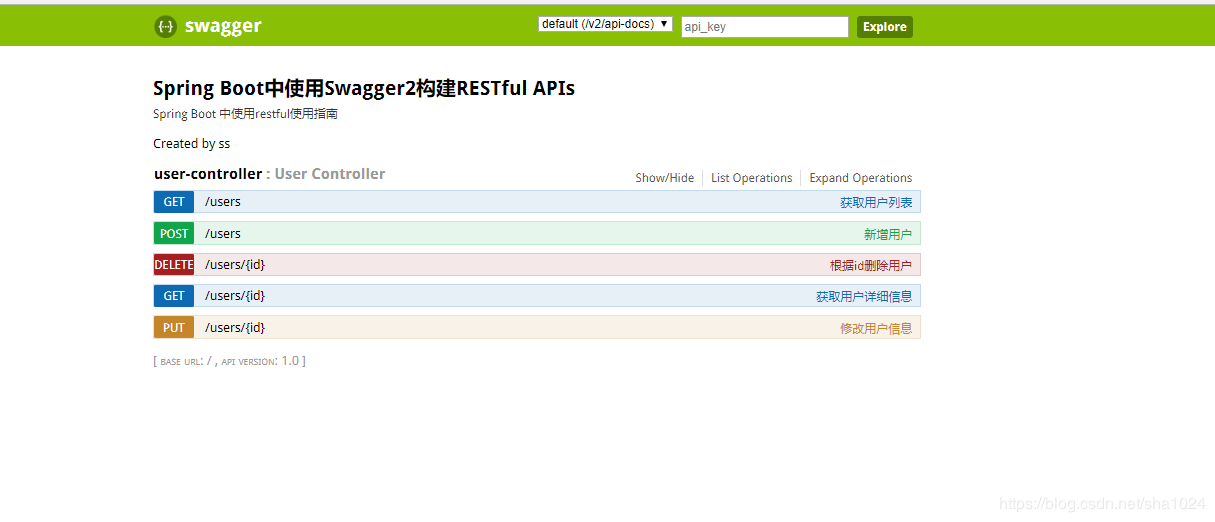 {···} swagger default (/v2/api-docs) ▼ api_key Explore
Spring Boot中使用Swagger2构建RESTful APIs
Spring Boot 中使用restful使用指南
Created by ss
user-controller : User Controller Show/Hide List Operations Expand Operations
GET /users 获取用户列表
POST /users 新增用户
DELETE /users/{id} 根据id删除用户
GET /users/{id} 获取用户详细信息
PUT /users/{id} 修改用户信息
[ BASE URL: / , API VERSION: 1.0 ]
https://blog.csdn.net/sha1024